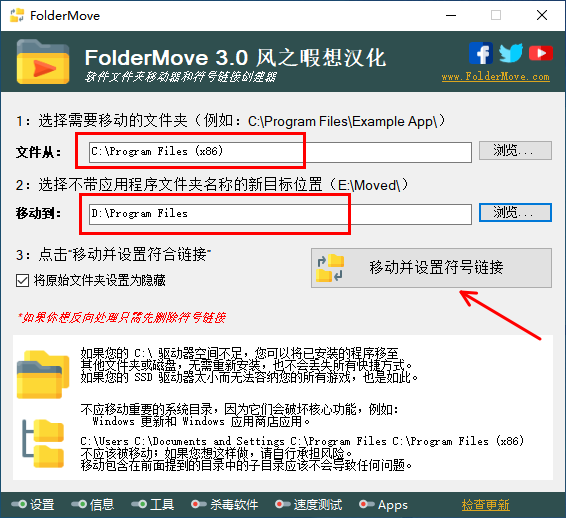 FolderMove
FolderMove 3.0 风之暇想汉化
软件文件夹移动器和符号链接创建器
www.FolderMove.com
1：选择需要移动的文件夹（例如：C:\Program Files\Example App\）
文件从： C:\Program Files (x86) 浏览...
2：选择不带应用程序文件夹名称的新目标位置（E:\Moved\）
移动到： D:\Program Files 浏览...
3：点击“移动并设置符合链接”
移动并设置符号链接
将原始文件夹设置为隐藏
*如果你想反向处理只需先删除符号链接
如果您的 C:\ 驱动器空间不足，您可以将已安装的程序移至
其他文件夹或磁盘，无需重新安装，也不会丢失所有快捷方式。
如果您的 SSD 驱动器太小而无法容纳您的所有游戏，也是如此。
不应移动重要的系统目录，因为它们会破坏核心功能，例如：
Windows 更新和 Windows 应用商店应用。
C:\Users C:\Documents and Settings C:\Program Files C:\Program Files (x86)
不应该被移动；如果您想这样做，请自行承担风险。
移动包含在前面提到的目录中的子目录应该不会导致任何问题。
设置 信息 工具 杀毒软件 速度测试 Apps 检查更新